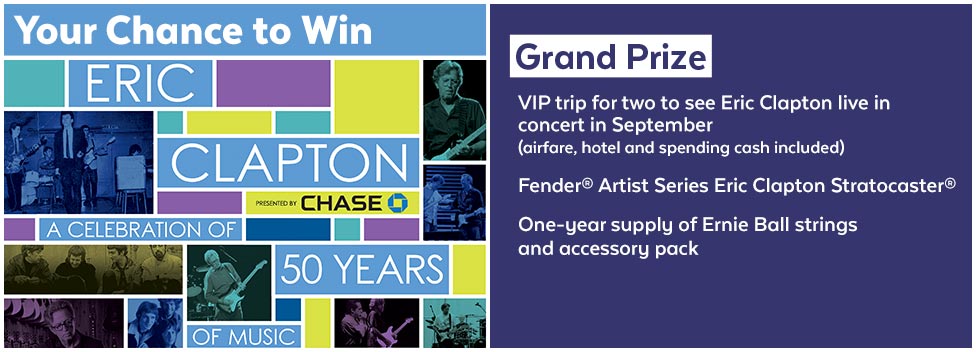 Your Chance to Win
ERIC
CLAPTON
PRESENTED BY CHASE
A CELEBRATION OF
50 YEARS
OF MUSIC
Grand Prize
VIP trip for two to see Eric Clapton live in
concert in September
(airfare, hotel and spending cash included)
Fender® Artist Series Eric Clapton Stratocaster®
One-year supply of Ernie Ball strings
and accessory pack